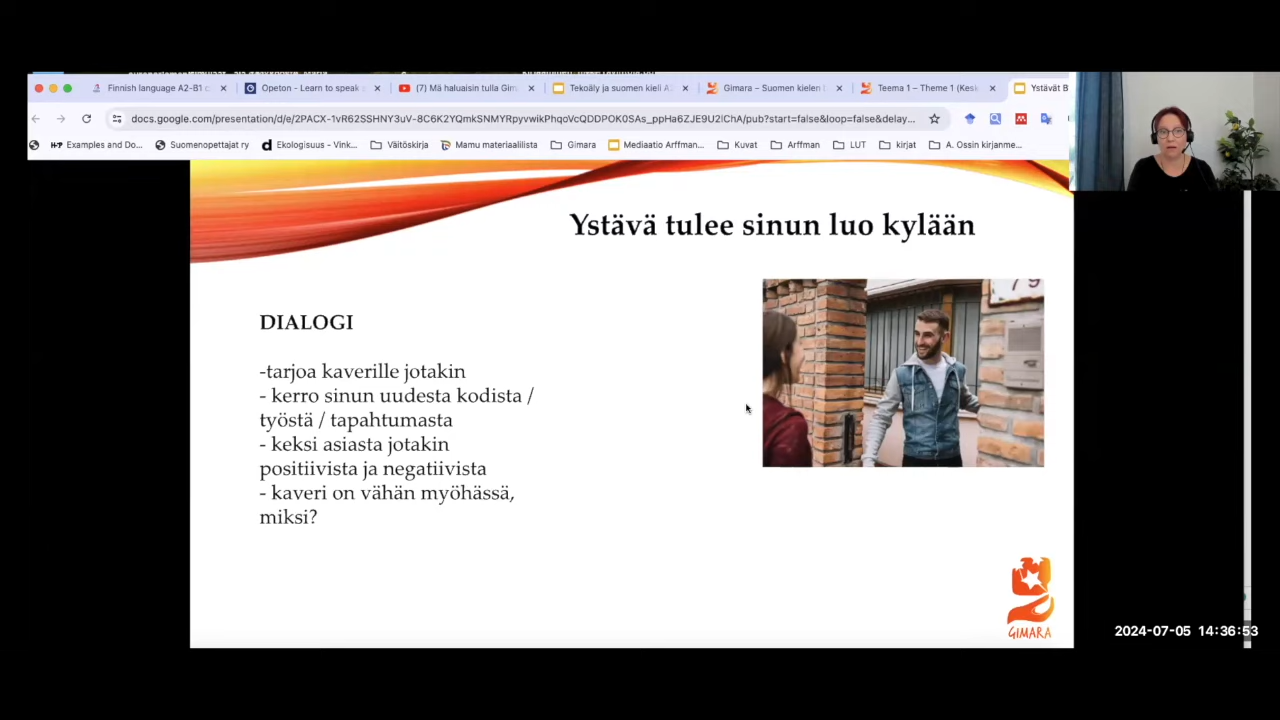 Finnish language A2-B1 c
Opeton - Learn to speak
(7) Mä haluaisin tulla Gim
Tekoäly ja suomen kieli A
Gimara – Suomen kielen
Teema 1 – Theme 1 (Kesk
Ystävät B
docs.google.com/presentation/d/e/2PACX-1vR62SSHNY3uV-8C6K2YQmkSNMYRpyvwikPhqoVcQDDPOK0SAs_ppHa6ZJE9U2lChA/pub?start=false&loop=false&delay...
Examples and Do...
Suomenopettajat ry
Ekologisuus - Vink...
Väitöskirja
Mamu materiaalilista
Gimara
Mediaatio Arffman...
Kuvat
Arffman
LUT
kirjat
A. Ossin kirjanme...
Ystävä tulee sinun luo kylään
79
DIALOGI
-tarjoa kaverille jotakin
- kerro sinun uudesta kodista /
työstä / tapahtumasta
- keksi asiasta jotakin
positiivista ja negatiivista
- kaveri on vähän myöhässä,
miksi?
GIMARA
2024-07-05 14:36:53